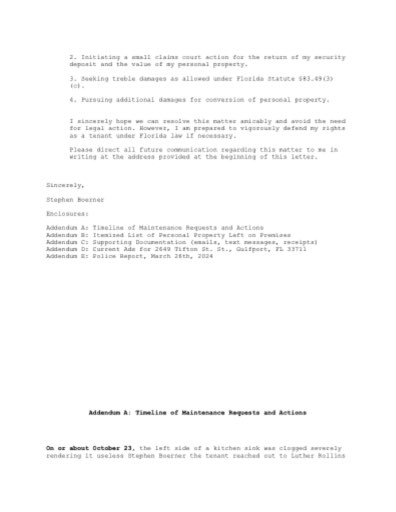 2. Initiating a small claims court action for the return of my security
deposit and the value of my personal property.
3. Seeking treble damages as allowed under Florida Statute §83.49(3)
(c).
4. Pursuing additional damages for conversion of personal property.
I sincerely hope we can resolve this matter amicably and avoid the need
for legal action. However, I am prepared to vigorously defend my rights
as a tenant under Florida law if necessary.
Please direct all future communication regarding this matter to me in
writing at the address provided at the beginning of this letter.
Sincerely,
Stephen Boerner
Enclosures:
Addendum A: Timeline of Maintenance Requests and Actions
Addendum B: Itemized List of Personal Property Left on Premises
Addendum C: Supporting Documentation (emails, text messages, receipts)
Addendum D: Current Ads for 2849 Tifton St. St., Gulfport, FL 33711
Addendum E: Police Report, March 28th, 2024
Addendum A: Timeline of Maintenance Requests and Actions
On or about October 23, the left side of a kitchen sink was clogged severely
rendering it useless Stephen Boerner the tenant reached out to Luther Rollins